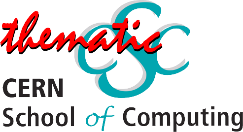 thematic
CSC
CERN
School of Computing